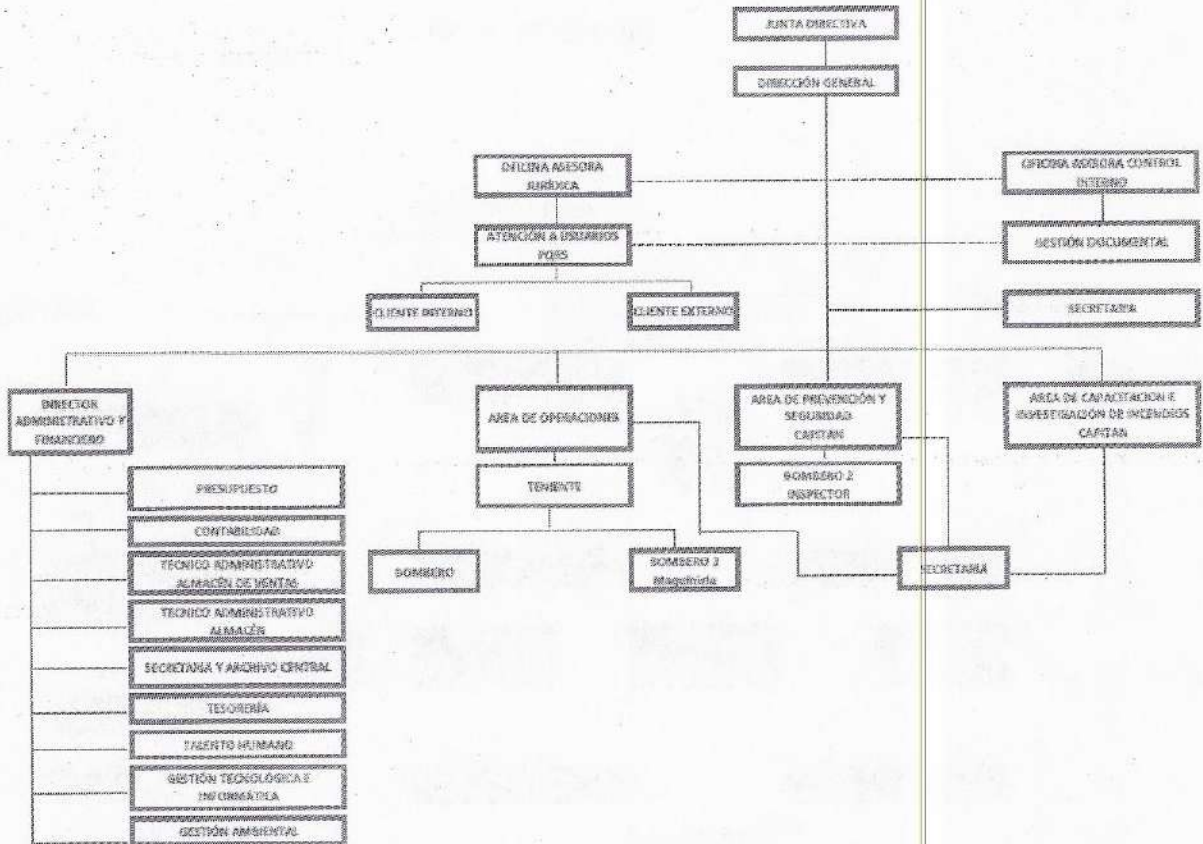 JUNTA DIRECTIVA
DIRECCIÓN GENERAL
OFICINA ASESORA
JURÍDICA
OFICINA ASESORA CONTROL
INTERNO
ATENCIÓN A USUARIOS
PQRS
GESTIÓN DOCUMENTAL
CLIENTE INTERNO
CLIENTE EXTERNO
SECRETARIA
DIRECTOR
ADMINISTRATIVO Y
FINANCIERO
AREA DE OPERACIONES
AREA DE PREVENCIÓN Y
SEGURIDAD
CAPITAN
AREA DE CAPACITACION E
INVESTIGACIÓN DE INCENDIOS
CAPITAN
TENIENTE
BOMBERO 2
INSPECTOR
BOMBERO
BOMBERO
Maquinista
SECRETARIA
PRESUPUESTO
CONTABILIDAD
TECNICO ADMINISTRATIVO
ALMACÉN DE VENTAS
TECNICO ADMINISTRATIVO
ALMACÉN
SECRETARIA Y ARCHIVO CENTRAL
TESORERÍA
TALENTO HUMANO
GESTIÓN TECNOLÓGICA E
INFORMÁTICA
GESTIÓN AMBIENTAL